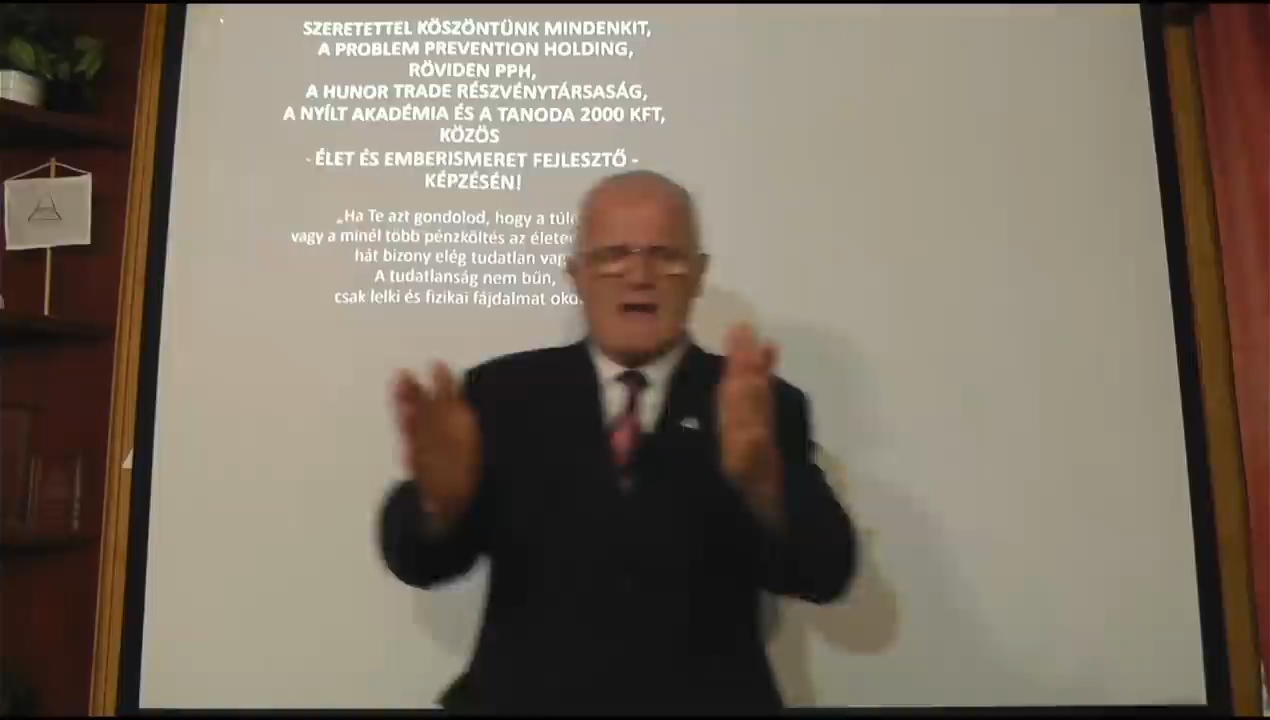 SZERETETTEL KÖSZÖNTÜNK MINDENKIT,
A PROBLEM PREVENTION HOLDING,
RÖVIDEN PPH,
A HUNOR TRADE RÉSZVÉNYTÁRSASÁG,
A NYÍLT AKADÉMIA ÉS A TANODA 2000 KFT,
KÖZÖS
- ÉLET ÉS EMBERISMERET FEJLESZTŐ -
KÉPZÉSÉN!
„Ha Te azt gondolod, hogy a
vagy a minél több pénzköltés az
hát bizony elég tudatlan
A tudatlanság nem bűn,
csak lelki és fizikai fájdalmat